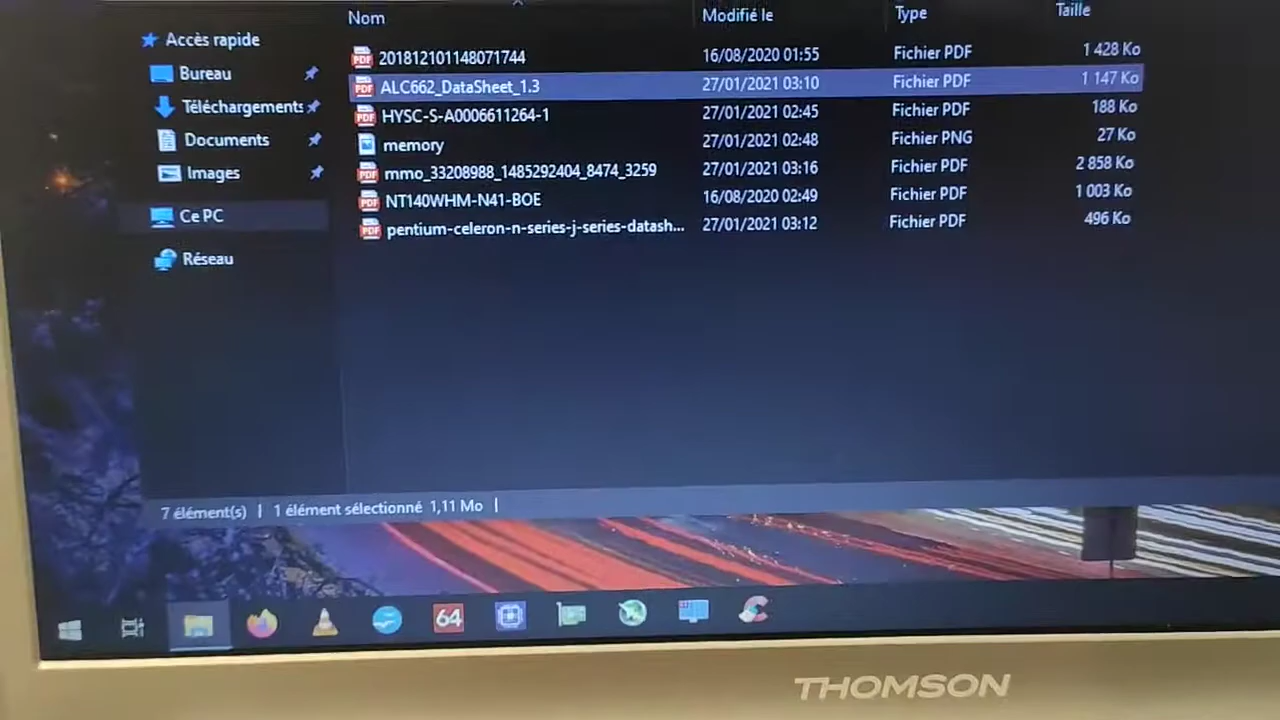 Nom Modifié le Type Taille
Accès rapide
Bureau
Téléchargements
Documents
Images
Ce PC
Réseau
201812101148071744 16/08/2020 01:55 Fichier PDF 1 428 Ko
ALC662_DataSheet_1.3 27/01/2021 03:10 Fichier PDF 1 147 Ko
HYSC-S-A0006611264-1 27/01/2021 02:45 Fichier PDF 188 Ko
memory 27/01/2021 02:48 Fichier PNG 27 Ko
mmo_33208988_1485292404_8474_3259 27/01/2021 03:16 Fichier PDF 2 858 Ko
NT140WHM-N41-BOE 16/08/2020 02:49 Fichier PDF 1 003 Ko
pentium-celeron-n-series-j-series-datash... 27/01/2021 03:12 Fichier PDF 496 Ko
7 élément(s) 1 élément sélectionné 1,11 Mo
64
THOMSON